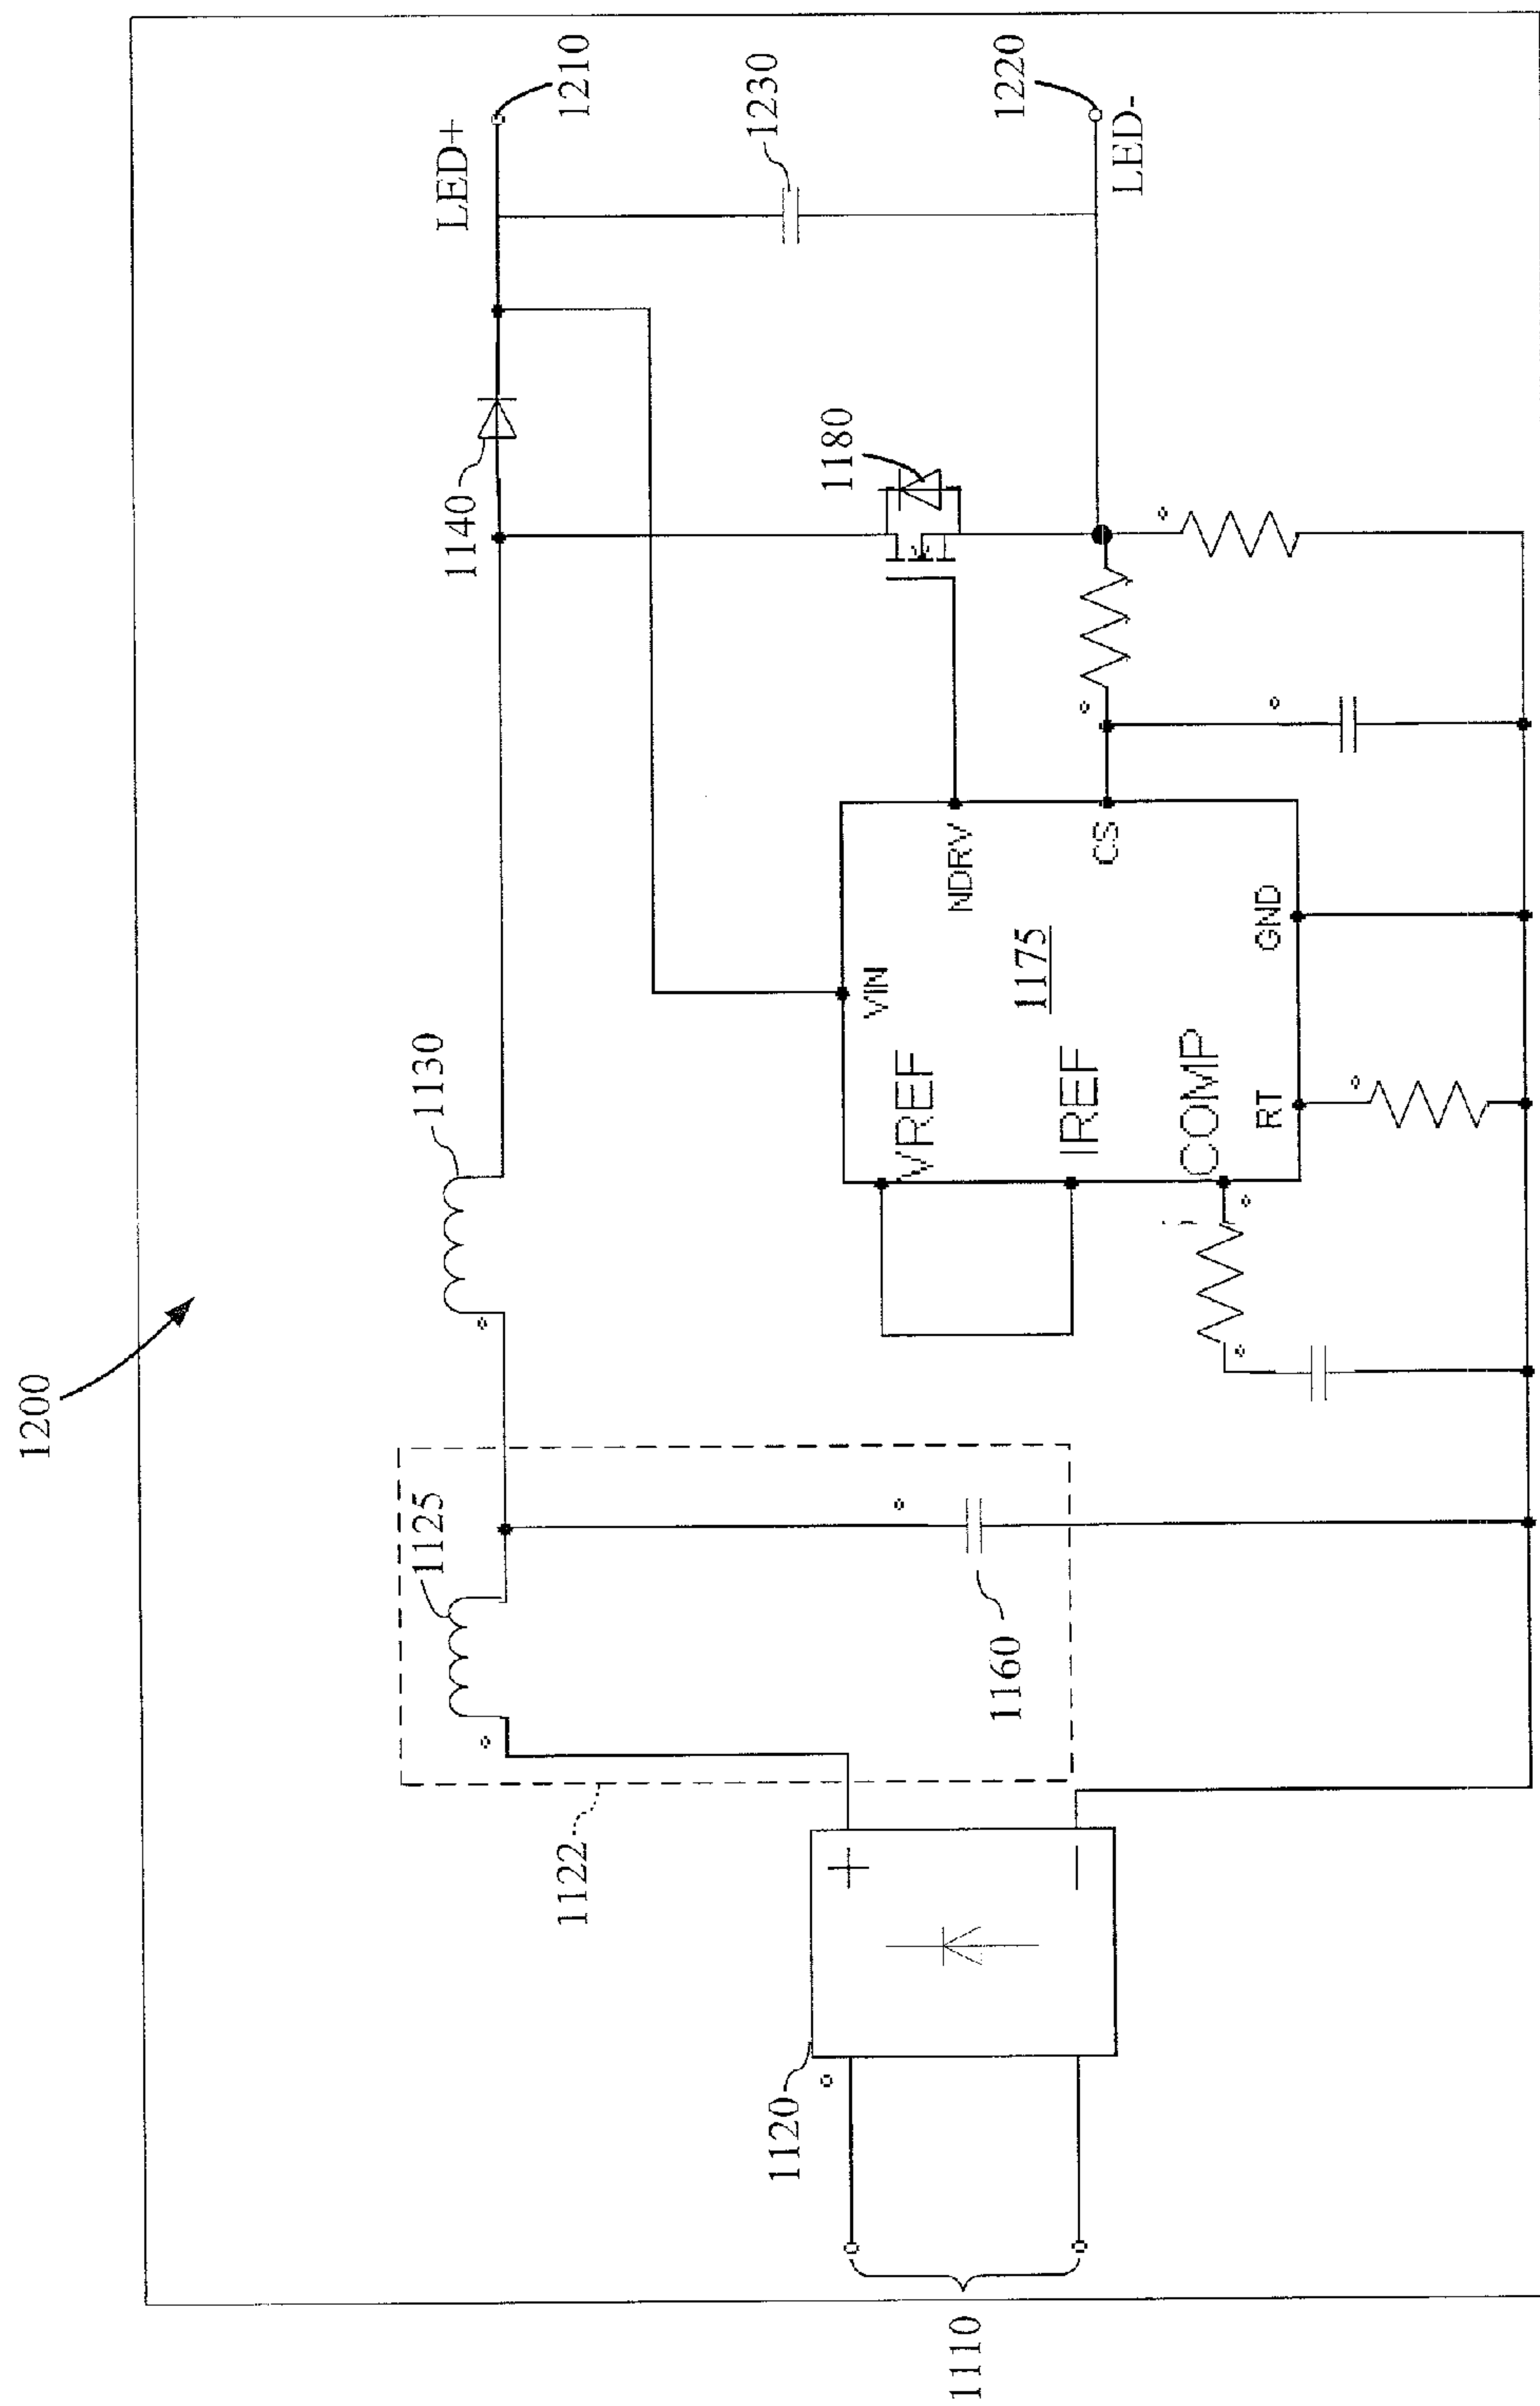 1200
LED+
1210
1140
1130
1125
1230
1122
1180
1220
LED-
VIN
NDRV
VREF
1175
CS
IREF
COMP
GND
RT
1160
1120
+
−
1110